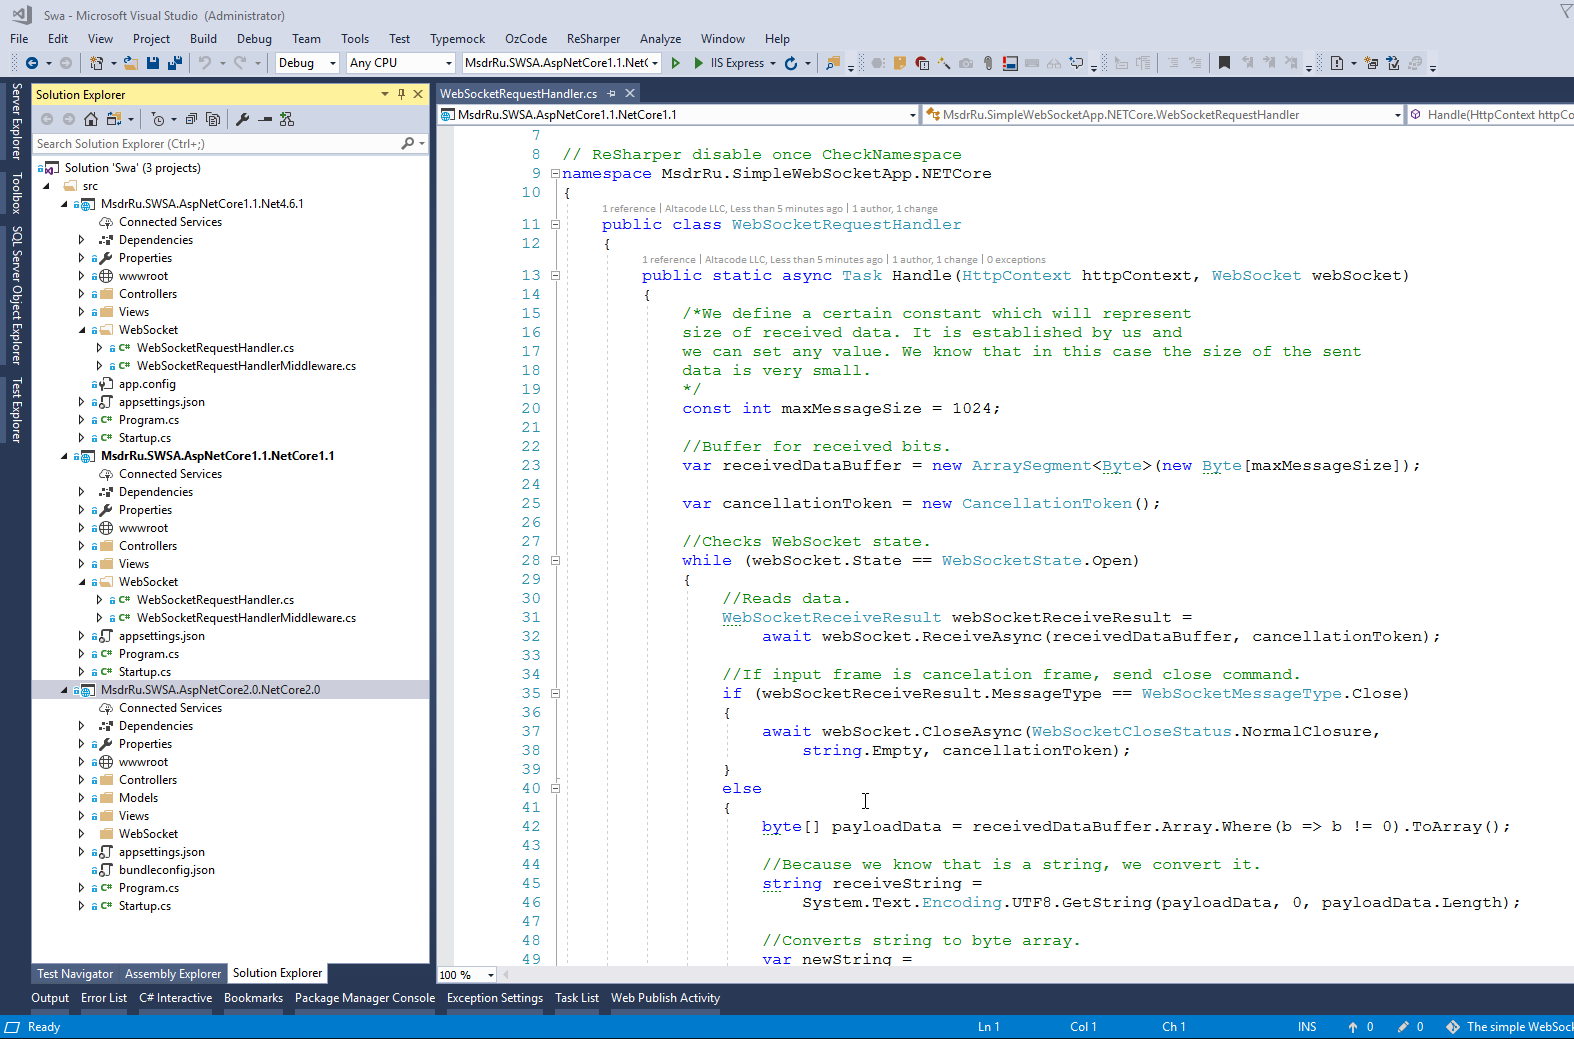 Swa - Microsoft Visual Studio  (Administrator)
File Edit View Project Build Debug Team Tools Test Typemock OzCode ReSharper Analyze Window Help
Debug Any CPU MsdrRu.SWSA.AspNetCore1.1.Net( IIS Express
Server Explorer
Toolbox
SQL Server Object Explorer
Test Explorer
Solution Explorer
Search Solution Explorer (Ctrl+;)
Solution 'Swa' (3 projects)
src
MsdrRu.SWSA.AspNetCore1.1.Net4.6.1
Connected Services
Dependencies
Properties
wwwroot
Controllers
Views
WebSocket
C# WebSocketRequestHandler.cs
C# WebSocketRequestHandlerMiddleware.cs
app.config
appsettings.json
C# Program.cs
C# Startup.cs
MsdrRu.SWSA.AspNetCore1.1.NetCore1.1
Connected Services
Dependencies
Properties
wwwroot
Controllers
Views
WebSocket
C# WebSocketRequestHandler.cs
C# WebSocketRequestHandlerMiddleware.cs
appsettings.json
C# Program.cs
C# Startup.cs
MsdrRu.SWSA.AspNetCore2.0.NetCore2.0
Connected Services
Dependencies
Properties
wwwroot
Controllers
Models
Views
WebSocket
appsettings.json
bundleconfig.json
C# Program.cs
C# Startup.cs
Test Navigator Assembly Explorer Solution Explorer
WebSocketRequestHandler.cs
MsdrRu.SWSA.AspNetCore1.1.NetCore1.1 MsdrRu.SimpleWebSocketApp.NETCore.WebSocketRequestHandler Handle(HttpContext httpCo
7
8 // ReSharper disable once CheckNamespace
9 namespace MsdrRu.SimpleWebSocketApp.NETCore
10 {
1 reference | Altacode LLC, Less than 5 minutes ago | 1 author, 1 change
11 public class WebSocketRequestHandler
12 {
1 reference | Altacode LLC, Less than 5 minutes ago | 1 author, 1 change | 0 exceptions
13 public static async Task Handle(HttpContext httpContext, WebSocket webSocket)
14 {
15 /*We define a certain constant which will represent
16 size of received data. It is established by us and
17 we can set any value. We know that in this case the size of the sent
18 data is very small.
19 */
20 const int maxMessageSize = 1024;
21
22 //Buffer for received bits.
23 var receivedDataBuffer = new ArraySegment<Byte>(new Byte[maxMessageSize]);
24
25 var cancellationToken = new CancellationToken();
26
27 //Checks WebSocket state.
28 while (webSocket.State == WebSocketState.Open)
29 {
30 //Reads data.
31 WebSocketReceiveResult webSocketReceiveResult =
32 await webSocket.ReceiveAsync(receivedDataBuffer, cancellationToken);
33
34 //If input frame is cancelation frame, send close command.
35 if (webSocketReceiveResult.MessageType == WebSocketMessageType.Close)
36 {
37 await webSocket.CloseAsync(WebSocketCloseStatus.NormalClosure,
38 string.Empty, cancellationToken);
39 }
40 else
41 {
42 byte[] payloadData = receivedDataBuffer.Array.Where(b => b != 0).ToArray();
43
44 //Because we know that is a string, we convert it.
45 string receiveString =
46 System.Text.Encoding.UTF8.GetString(payloadData, 0, payloadData.Length);
47
48 //Converts string to byte array.
49 var newString =
100 %
Output Error List C# Interactive Bookmarks Package Manager Console Exception Settings Task List Web Publish Activity
Ready Ln 1 Col 1 Ch 1 INS 0 0 The simple WebSock